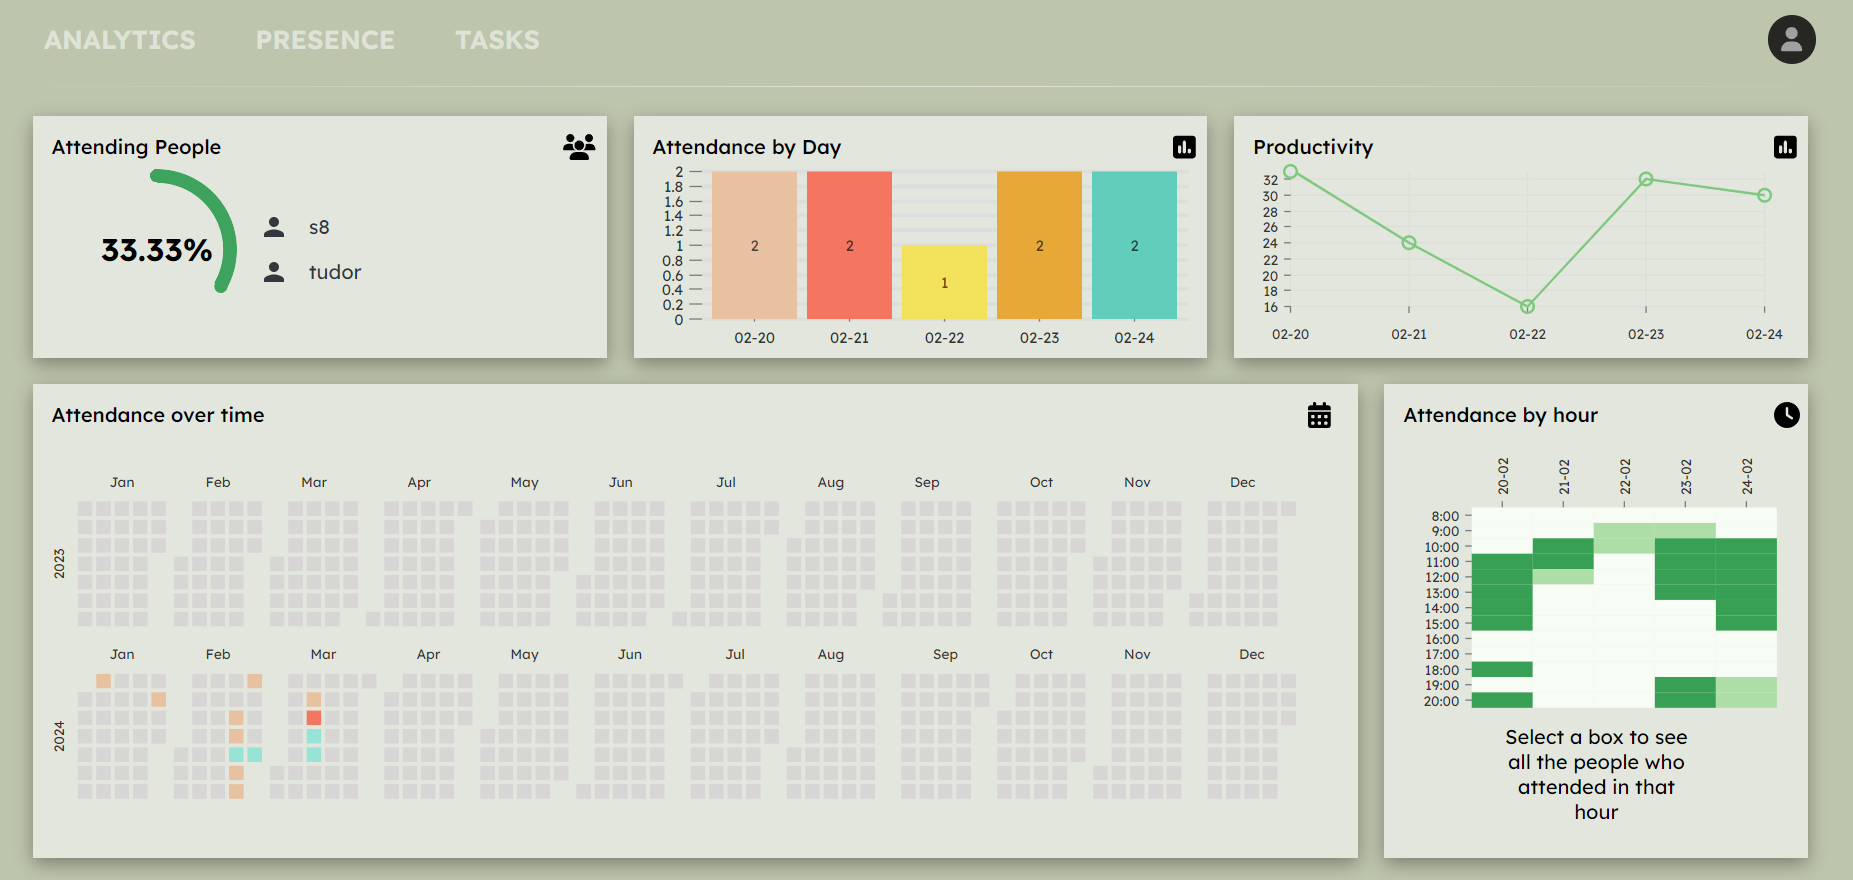 ANALYTICS PRESENCE TASKS
Attending People
33.33%
s8
tudor
Attendance by Day
2
1.8
1.6
1.4
1.2
1
0.8
0.6
0.4
0.2
0
2 2 1 2 2
02-20 02-21 02-22 02-23 02-24
Productivity
32
30
28
26
24
22
20
18
16
02-20 02-21 02-22 02-23 02-24
Attendance over time
Jan Feb Mar Apr May Jun Jul Aug Sep Oct Nov Dec
2023
Jan Feb Mar Apr May Jun Jul Aug Sep Oct Nov Dec
2024
Attendance by hour
20-02 21-02 22-02 23-02 24-02
8:00
9:00
10:00
11:00
12:00
13:00
14:00
15:00
16:00
17:00
18:00
19:00
20:00
Select a box to see
all the people who
attended in that
hour